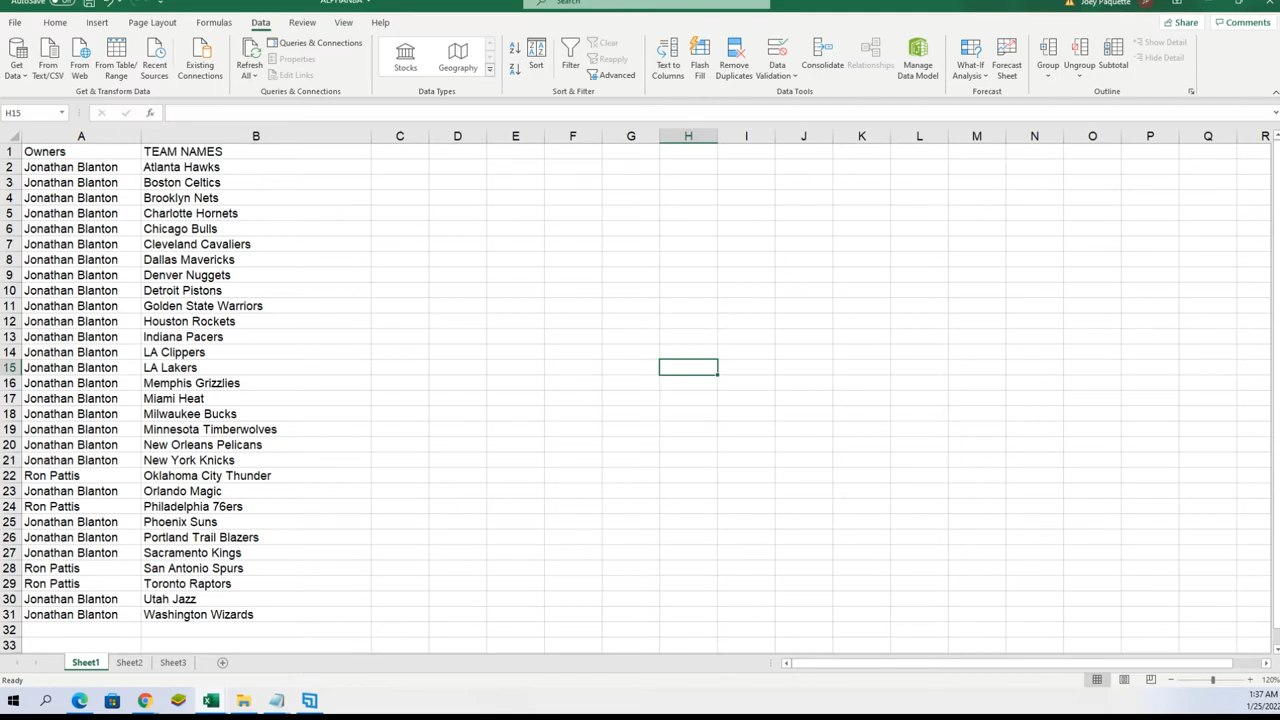 AutoSave
Search
Joey Paquette JP
File Home Insert Page Layout Formulas Data Review View Help
Share Comments
Get Data
From Text/CSV
From Web
From Table/ Range
Recent Sources
Existing Connections
Get & Transform Data
Refresh All
Queries & Connections
Properties
Edit Links
Queries & Connections
Stocks
Geography
Data Types
A Z
Z A
Sort
Filter
Clear
Reapply
Advanced
Sort & Filter
Text to Columns
Flash Fill
Remove Duplicates
Data Validation
Consolidate
Relationships
Manage Data Model
Data Tools
What-If Analysis
Forecast Sheet
Forecast
Group
Ungroup
Subtotal
Show Detail
Hide Detail
Outline
H15 fx
A B C D E F G H I J K L M N O P Q R
1 Owners TEAM NAMES
2 Jonathan Blanton Atlanta Hawks
3 Jonathan Blanton Boston Celtics
4 Jonathan Blanton Brooklyn Nets
5 Jonathan Blanton Charlotte Hornets
6 Jonathan Blanton Chicago Bulls
7 Jonathan Blanton Cleveland Cavaliers
8 Jonathan Blanton Dallas Mavericks
9 Jonathan Blanton Denver Nuggets
10 Jonathan Blanton Detroit Pistons
11 Jonathan Blanton Golden State Warriors
12 Jonathan Blanton Houston Rockets
13 Jonathan Blanton Indiana Pacers
14 Jonathan Blanton LA Clippers
15 Jonathan Blanton LA Lakers
16 Jonathan Blanton Memphis Grizzlies
17 Jonathan Blanton Miami Heat
18 Jonathan Blanton Milwaukee Bucks
19 Jonathan Blanton Minnesota Timberwolves
20 Jonathan Blanton New Orleans Pelicans
21 Jonathan Blanton New York Knicks
22 Ron Pattis Oklahoma City Thunder
23 Jonathan Blanton Orlando Magic
24 Ron Pattis Philadelphia 76ers
25 Jonathan Blanton Phoenix Suns
26 Jonathan Blanton Portland Trail Blazers
27 Jonathan Blanton Sacramento Kings
28 Ron Pattis San Antonio Spurs
29 Ron Pattis Toronto Raptors
30 Jonathan Blanton Utah Jazz
31 Jonathan Blanton Washington Wizards
32
33
Sheet1 Sheet2 Sheet3
Ready
120%
1:37 AM